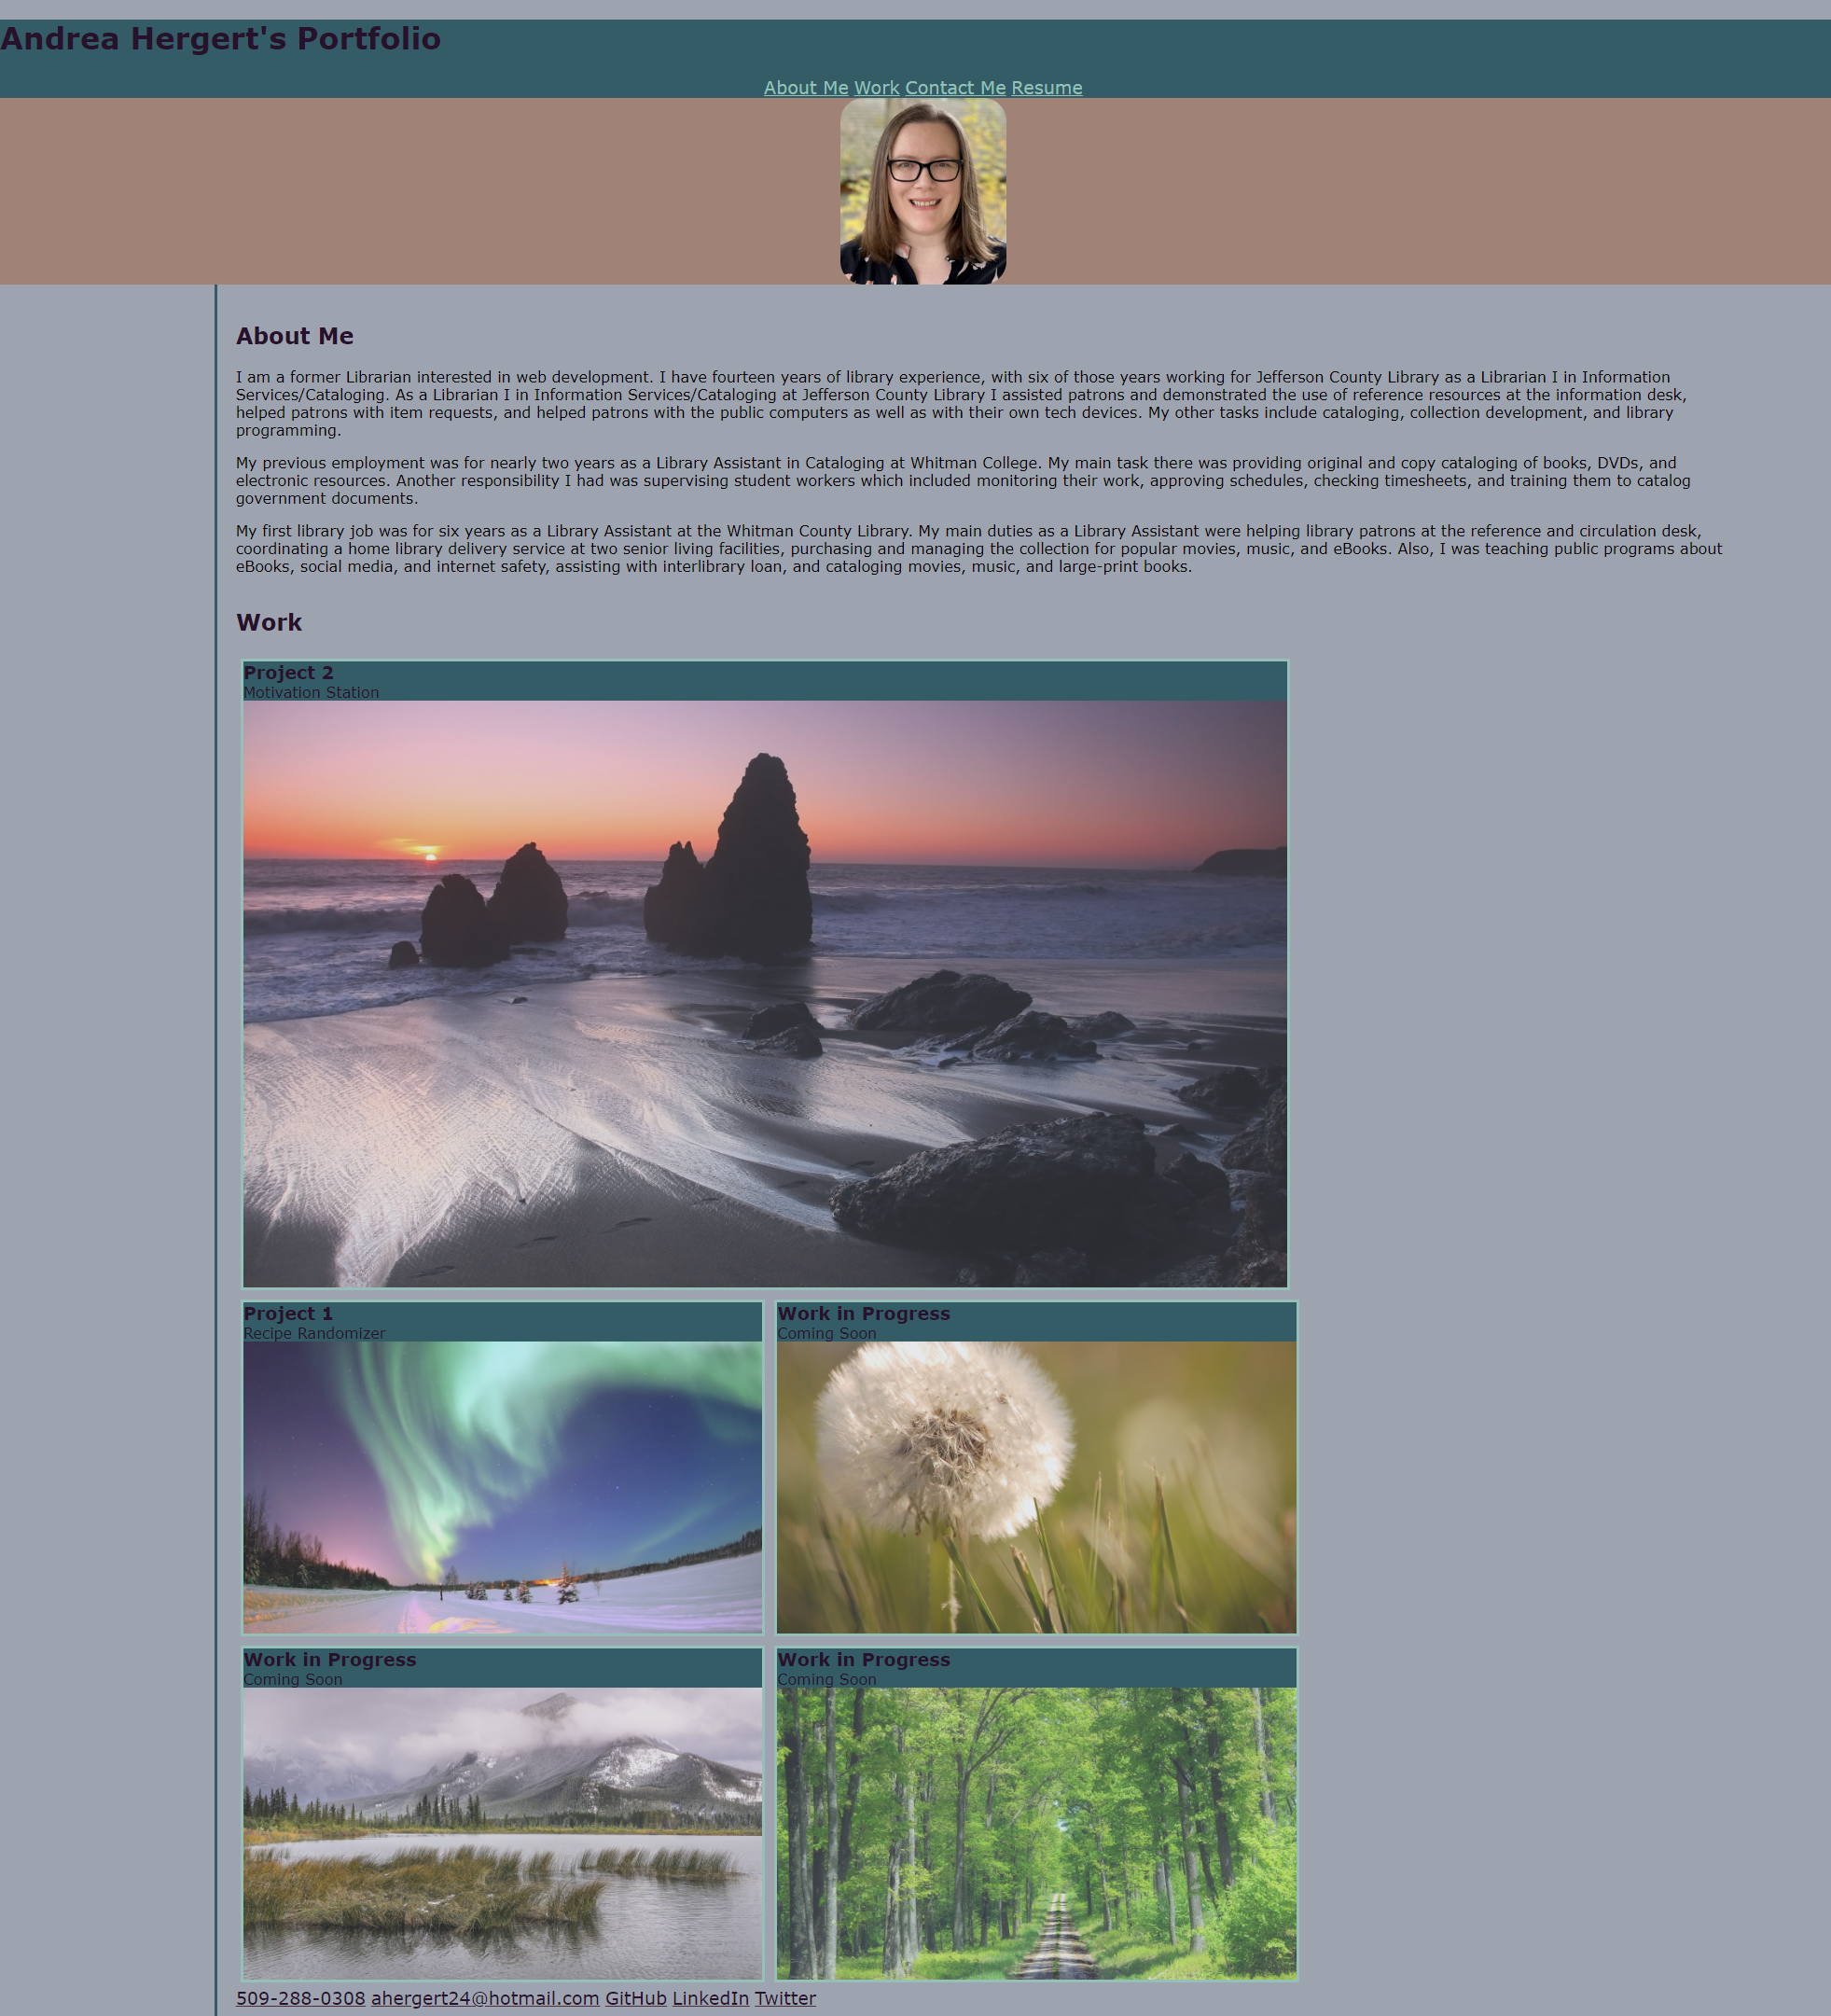 Andrea Hergert's Portfolio
About Me Work Contact Me Resume
About Me
I am a former Librarian interested in web development. I have fourteen years of library experience, with six of those years working for Jefferson County Library as a Librarian I in Information
Services/Cataloging. As a Librarian I in Information Services/Cataloging at Jefferson County Library I assisted patrons and demonstrated the use of reference resources at the information desk,
helped patrons with item requests, and helped patrons with the public computers as well as with their own tech devices. My other tasks include cataloging, collection development, and library
programming.
My previous employment was for nearly two years as a Library Assistant in Cataloging at Whitman College. My main task there was providing original and copy cataloging of books, DVDs, and
electronic resources. Another responsibility I had was supervising student workers which included monitoring their work, approving schedules, checking timesheets, and training them to catalog
government documents.
My first library job was for six years as a Library Assistant at the Whitman County Library. My main duties as a Library Assistant were helping library patrons at the reference and circulation desk,
coordinating a home library delivery service at two senior living facilities, purchasing and managing the collection for popular movies, music, and eBooks. Also, I was teaching public programs about
eBooks, social media, and internet safety, assisting with interlibrary loan, and cataloging movies, music, and large-print books.
Work
Project 2
Motivation Station
Project 1
Recipe Randomizer
Work in Progress
Coming Soon
Work in Progress
Coming Soon
Work in Progress
Coming Soon
509-288-0308 ahergert24@hotmail.com GitHub LinkedIn Twitter